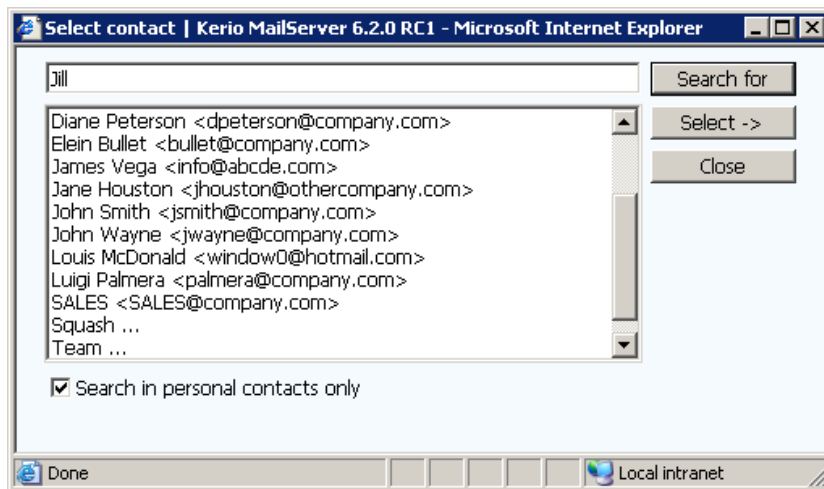 Select contact | Kerio MailServer 6.2.0 RC1 - Microsoft Internet Explorer
Jill
Search for
Diane Peterson <dpeterson@company.com>
Select ->
Elein Bullet <bullet@company.com>
James Vega <info@abcde.com>
Close
Jane Houston <jhouston@othercompany.com>
John Smith <jsmith@company.com>
John Wayne <jwayne@company.com>
Louis McDonald <window0@hotmail.com>
Luigi Palmera <palmera@company.com>
SALES <SALES@company.com>
Squash ...
Team ...
Search in personal contacts only
Done
Local intranet